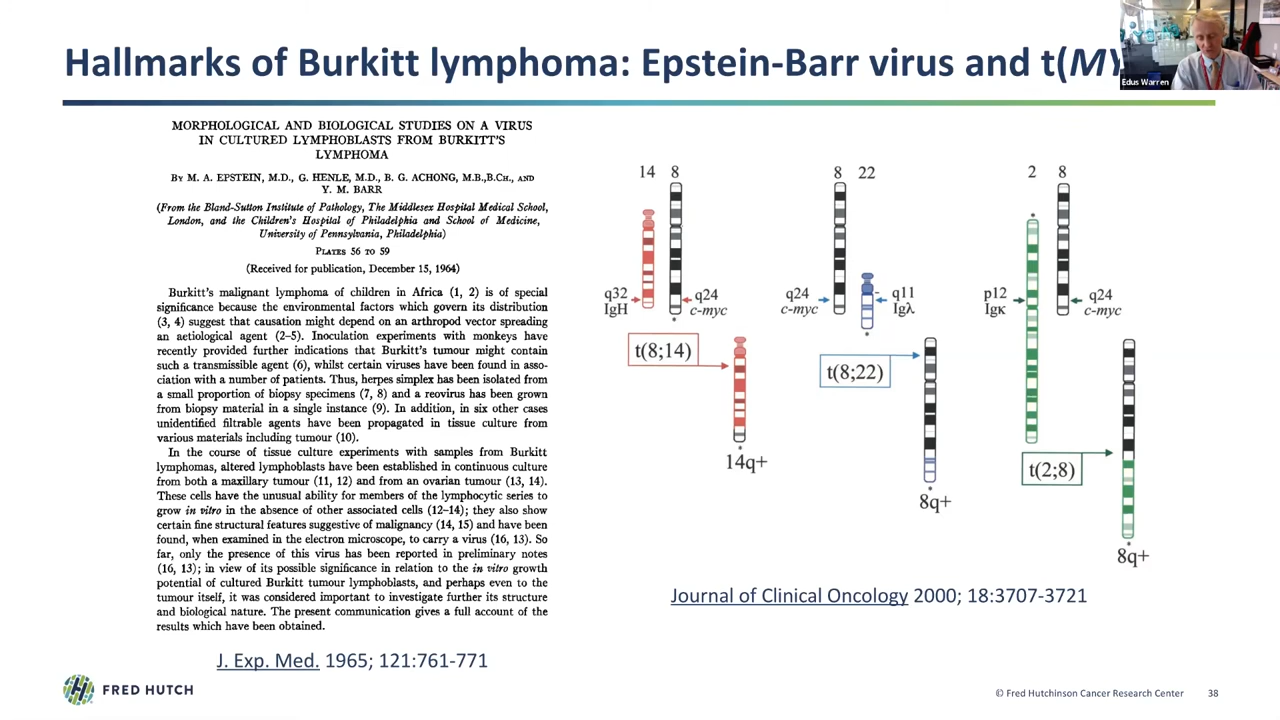 Hallmarks of Burkitt lymphoma: Epstein-Barr virus and t(MY
Edus Warren
MORPHOLOGICAL AND BIOLOGICAL STUDIES ON A VIRUS
IN CULTURED LYMPHOBLASTS FROM BURKITT'S
LYMPHOMA
BY M. A. EPSTEIN, M.D., G. HENLE, M.D., B. G. ACHONG, M.B.,B.CH., AND
Y. M. BARR
(From the Bland-Sutton Institute of Pathology, The Middlesex Hospital Medical School,
London, and the Children's Hospital of Philadelphia and School of Medicine,
University of Pennsylvania, Philadelphia)
PLATES 56 TO 59
(Received for publication, December 15, 1964)
Burkitt's malignant lymphoma of children in Africa (1, 2) is of special
significance because the environmental factors which govern its distribution
(3, 4) suggest that causation might depend on an arthropod vector spreading
an aetiological agent (2–5). Inoculation experiments with monkeys have
recently provided further indications that Burkitt's tumour might contain
such a transmissible agent (6), whilst certain viruses have been found in asso-
ciation with a number of patients. Thus, herpes simplex has been isolated from
a small proportion of biopsy specimens (7, 8) and a reovirus has been grown
from biopsy material in a single instance (9). In addition, in six other cases
unidentified filtrable agents have been propagated in tissue culture from
various materials including tumour (10).
In the course of tissue culture experiments with samples from Burkitt
lymphomas, altered lymphoblasts have been established in continuous culture
from both a maxillary tumour (11, 12) and from an ovarian tumour (13, 14).
These cells have the unusual ability for members of the lymphocytic series to
grow in vitro in the absence of other associated cells (12–14); they also show
certain fine structural features suggestive of malignancy (14, 15) and have been
found, when examined in the electron microscope, to carry a virus (16, 13). So
far, only the presence of this virus has been reported in preliminary notes
(16, 13); in view of its possible significance in relation to the in vitro growth
potential of cultured Burkitt tumour lymphoblasts, and perhaps even to the
tumour itself, it was considered important to investigate further its structure
and biological nature. The present communication gives a full account of the
results which have been obtained.
J. Exp. Med. 1965; 121:761-771
14 8
q32
IgH
q24
c-myc
t(8;14)
14q+
8 22
q24
c-myc
q11
Igλ
t(8;22)
8q+
2 8
p12
Igκ
q24
c-myc
t(2;8)
8q+
Journal of Clinical Oncology 2000; 18:3707-3721
FRED HUTCH
© Fred Hutchinson Cancer Research Center 38